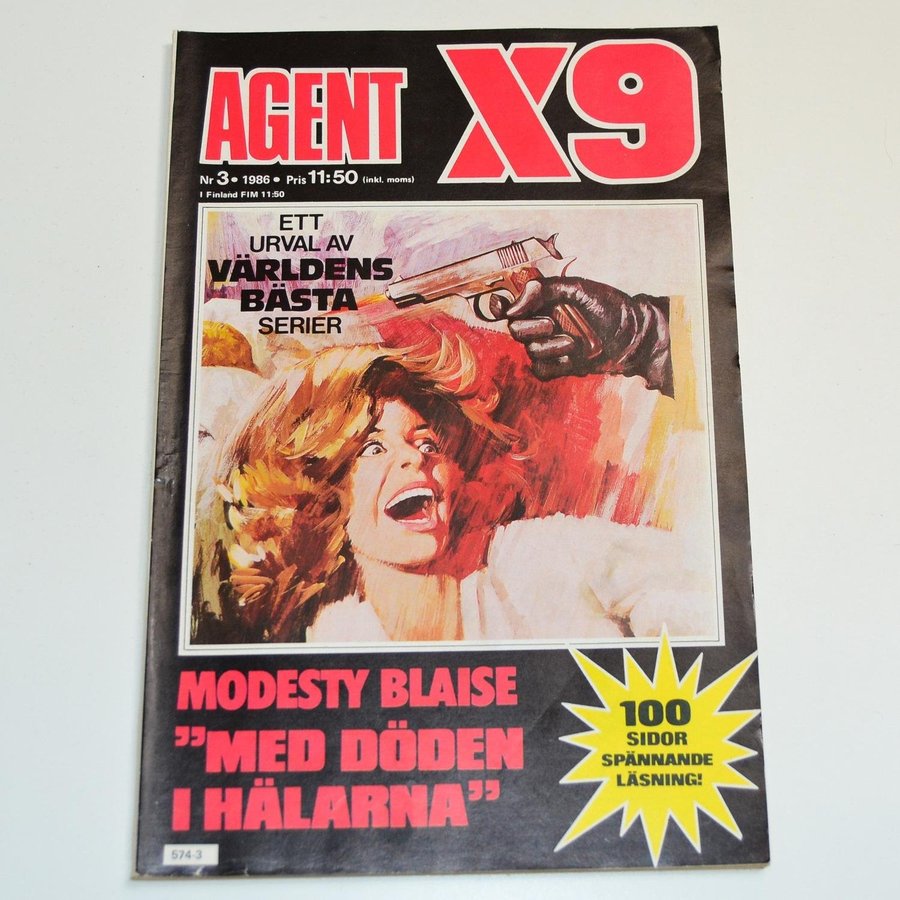 AGENT X9
Nr 3 • 1986 • Pris 11:50 (inkl. moms)
I Finland FIM 11:50
ETT
URVAL AV
VÄRLDENS
BÄSTA
SERIER
MODESTY BLAISE
”MED DÖDEN
I HÄLARNA”
100
SIDOR
SPÄNNANDE
LÄSNING!
574-3